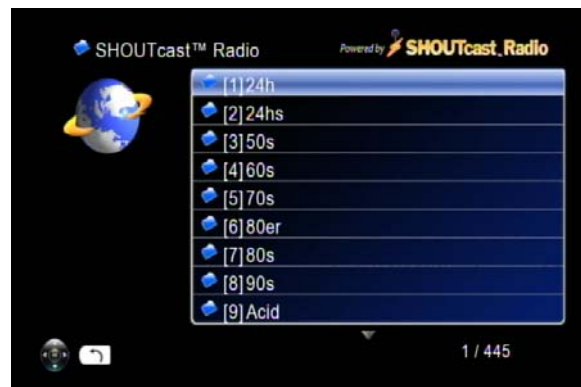 SHOUTcast™ Radio
Powered by SHOUTcast Radio
[1]24h
[2]24hs
[3]50s
[4]60s
[5]70s
[6]80er
[7]80s
[8]90s
[9]Acid
1 / 445